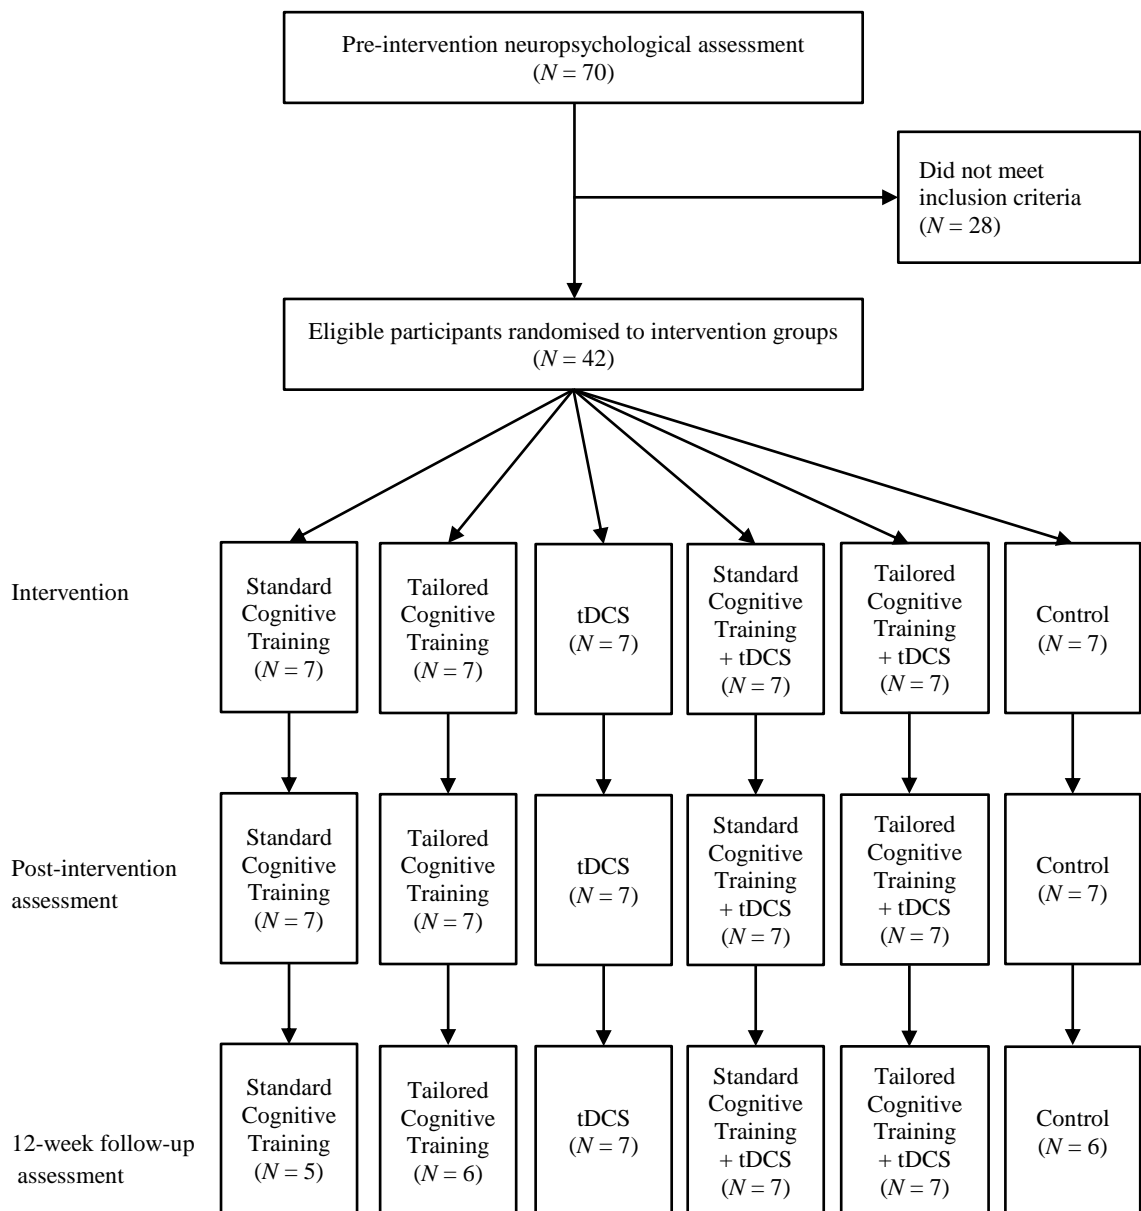 Pre-intervention neuropsychological assessment
(N = 70)
Did not meet
inclusion criteria
(N = 28)
Eligible participants randomised to intervention groups
(N = 42)
Intervention
Standard
Cognitive
Training
(N = 7)
Tailored
Cognitive
Training
(N = 7)
tDCS
(N = 7)
Standard
Cognitive
Training
+ tDCS
(N = 7)
Tailored
Cognitive
Training
+ tDCS
(N = 7)
Control
(N = 7)
Post-intervention
assessment
Standard
Cognitive
Training
(N = 7)
Tailored
Cognitive
Training
(N = 7)
tDCS
(N = 7)
Standard
Cognitive
Training
+ tDCS
(N = 7)
Tailored
Cognitive
Training
+ tDCS
(N = 7)
Control
(N = 7)
12-week follow-up
assessment
Standard
Cognitive
Training
(N = 5)
Tailored
Cognitive
Training
(N = 6)
tDCS
(N = 7)
Standard
Cognitive
Training
+ tDCS
(N = 7)
Tailored
Cognitive
Training
+ tDCS
(N = 7)
Control
(N = 6)